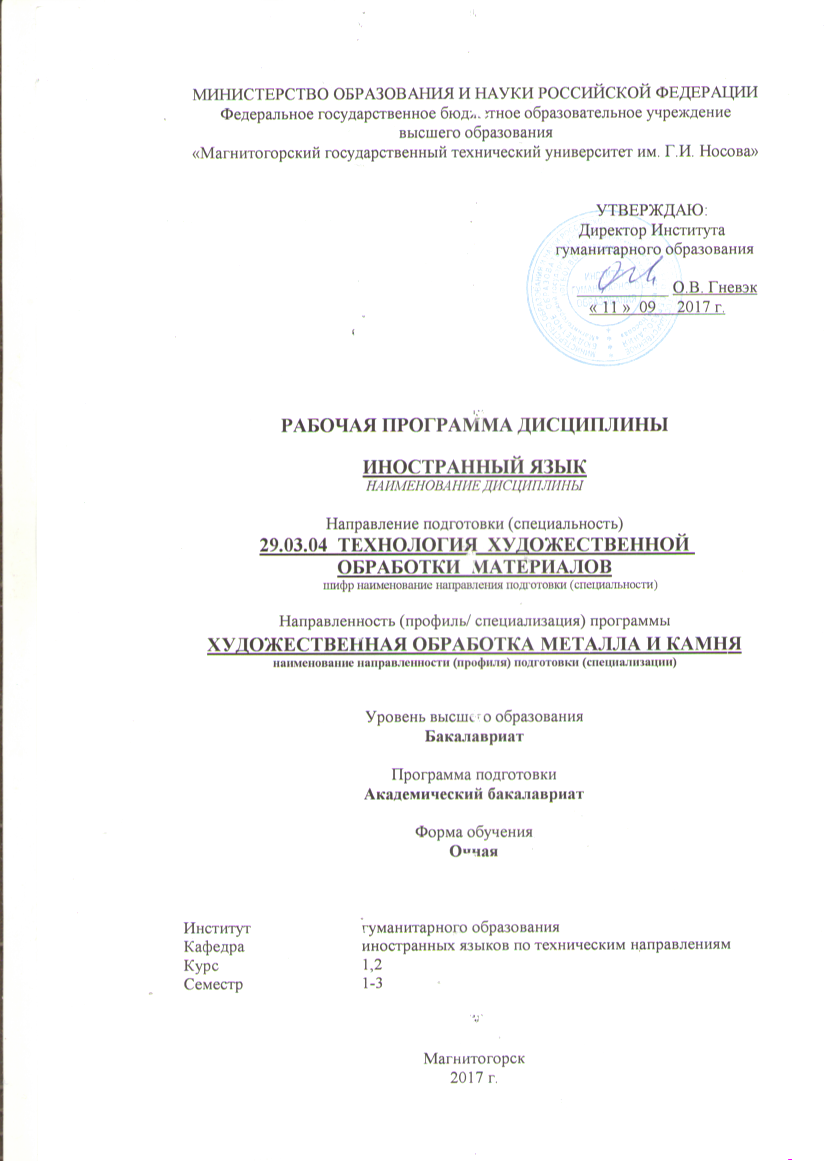 МИНИСТЕРСТВО ОБРАЗОВАНИЯ И НАУКИ РОССИЙСКОЙ ФЕДЕРАЦИИ
Федеральное государственное бюджетное образовательное учреждение
высшего образования
«Магнитогорский государственный технический университет им. Г.И. Носова»
УТВЕРЖДАЮ:
Директор Института
гуманитарного образования
О.В. Гневэк
« 11 » 09 2017 г.
РАБОЧАЯ ПРОГРАММА ДИСЦИПЛИНЫ
ИНОСТРАННЫЙ ЯЗЫК
НАИМЕНОВАНИЕ ДИСЦИПЛИНЫ
Направление подготовки (специальность)
29.03.04 ТЕХНОЛОГИЯ ХУДОЖЕСТВЕННОЙ
ОБРАБОТКИ МАТЕРИАЛОВ
шифр наименование направления подготовки (специальности)
Направленность (профиль/ специализация) программы
ХУДОЖЕСТВЕННАЯ ОБРАБОТКА МЕТАЛЛА И КАМНЯ
наименование направленности (профиля) подготовки (специализации)
Уровень высшего образования
Бакалавриат
Программа подготовки
Академический бакалавриат
Форма обучения
Очная
Институт гуманитарного образования
Кафедра иностранных языков по техническим направлениям
Курс 1,2
Семестр 1-3
Магнитогорск
2017 г.